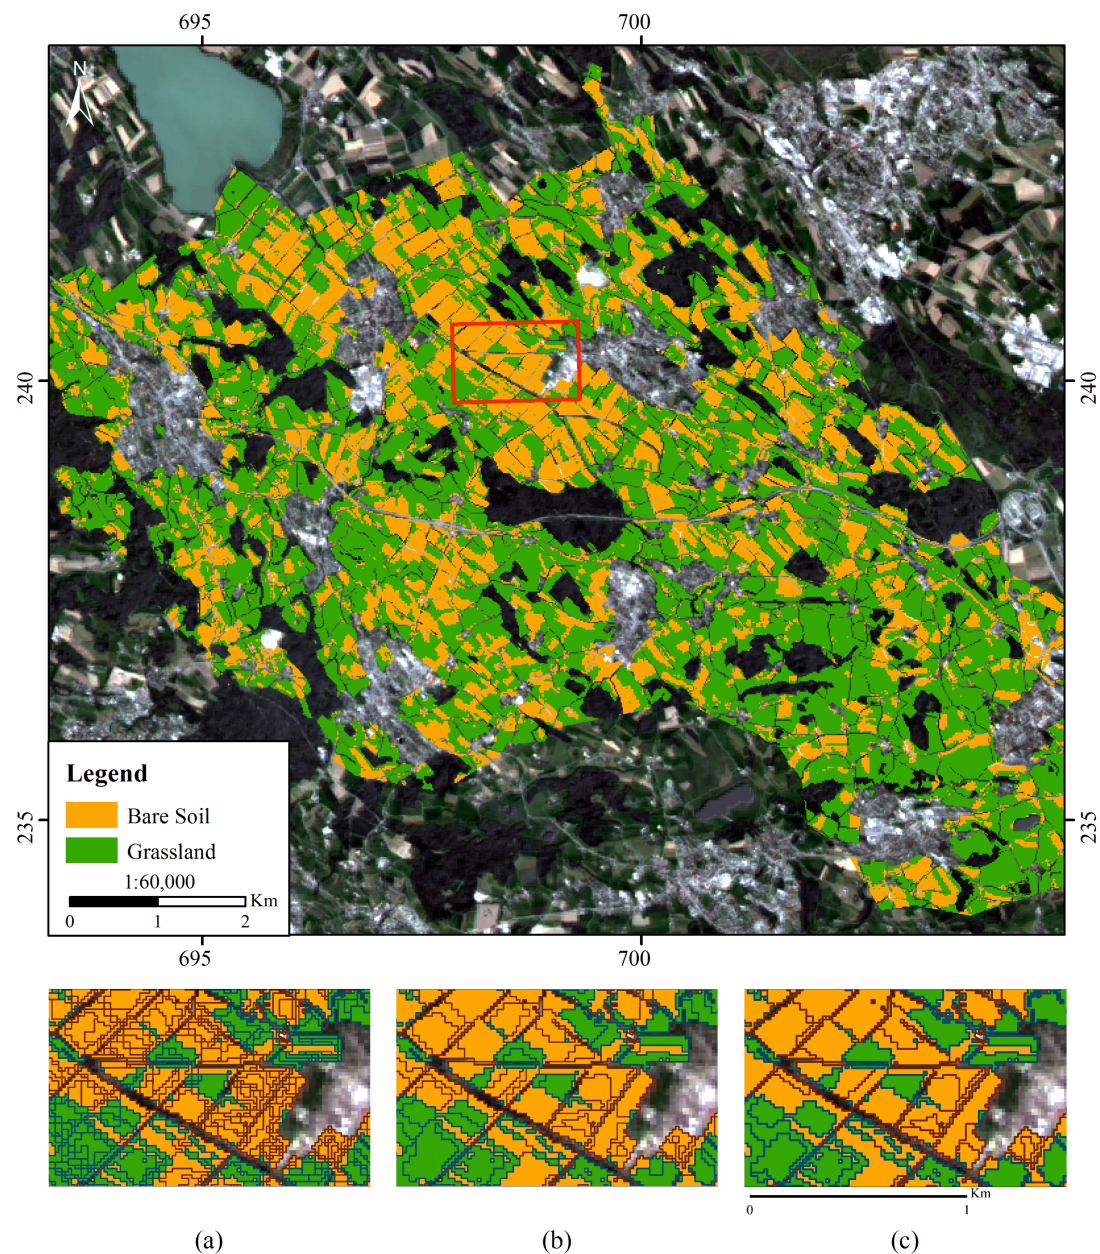 695 700
N
240 240
235 235
Legend
Bare Soil
Grassland
1:60,000
Km
0 1 2
695 700
Km
0 1
(a) (b) (c)